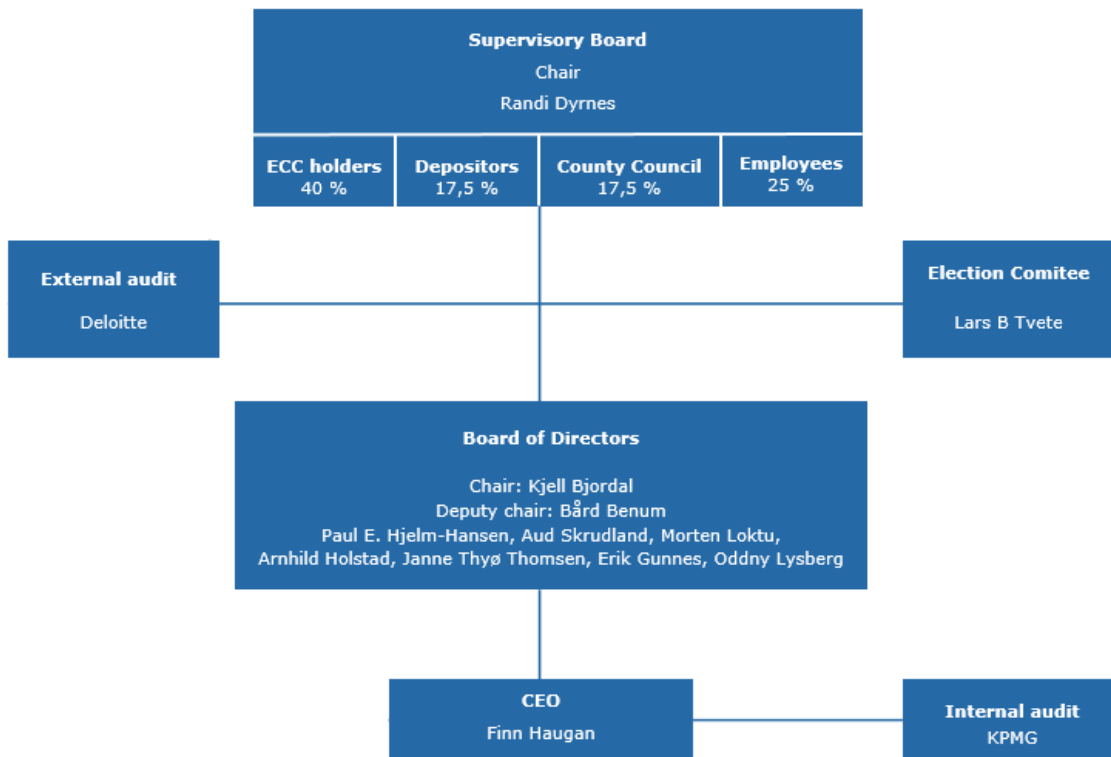 Supervisory Board
Chair
Randi Dyrnes
ECC holders
40 %
Depositors
17,5 %
County Council
17,5 %
Employees
25 %
External audit
Deloitte
Election Comitee
Lars B Tvete
Board of Directors
Chair: Kjell Bjordal
Deputy chair: Bård Benum
Paul E. Hjelm-Hansen, Aud Skrudland, Morten Loktu,
Arnhild Holstad, Janne Thyø Thomsen, Erik Gunnes, Oddny Lysberg
CEO
Finn Haugan
Internal audit
KPMG